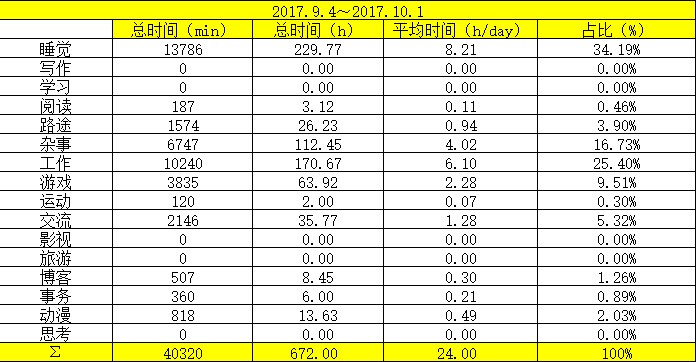 2017.9.4～2017.10.1
总时间（min） 总时间（h） 平均时间（h/day） 占比（%）
睡觉 13786 229.77 8.21 34.19%
写作 0 0.00 0.00 0.00%
学习 0 0.00 0.00 0.00%
阅读 187 3.12 0.11 0.46%
路途 1574 26.23 0.94 3.90%
杂事 6747 112.45 4.02 16.73%
工作 10240 170.67 6.10 25.40%
游戏 3835 63.92 2.28 9.51%
运动 120 2.00 0.07 0.30%
交流 2146 35.77 1.28 5.32%
影视 0 0.00 0.00 0.00%
旅游 0 0.00 0.00 0.00%
博客 507 8.45 0.30 1.26%
事务 360 6.00 0.21 0.89%
动漫 818 13.63 0.49 2.03%
思考 0 0.00 0.00 0.00%
Σ 40320 672.00 24.00 100%